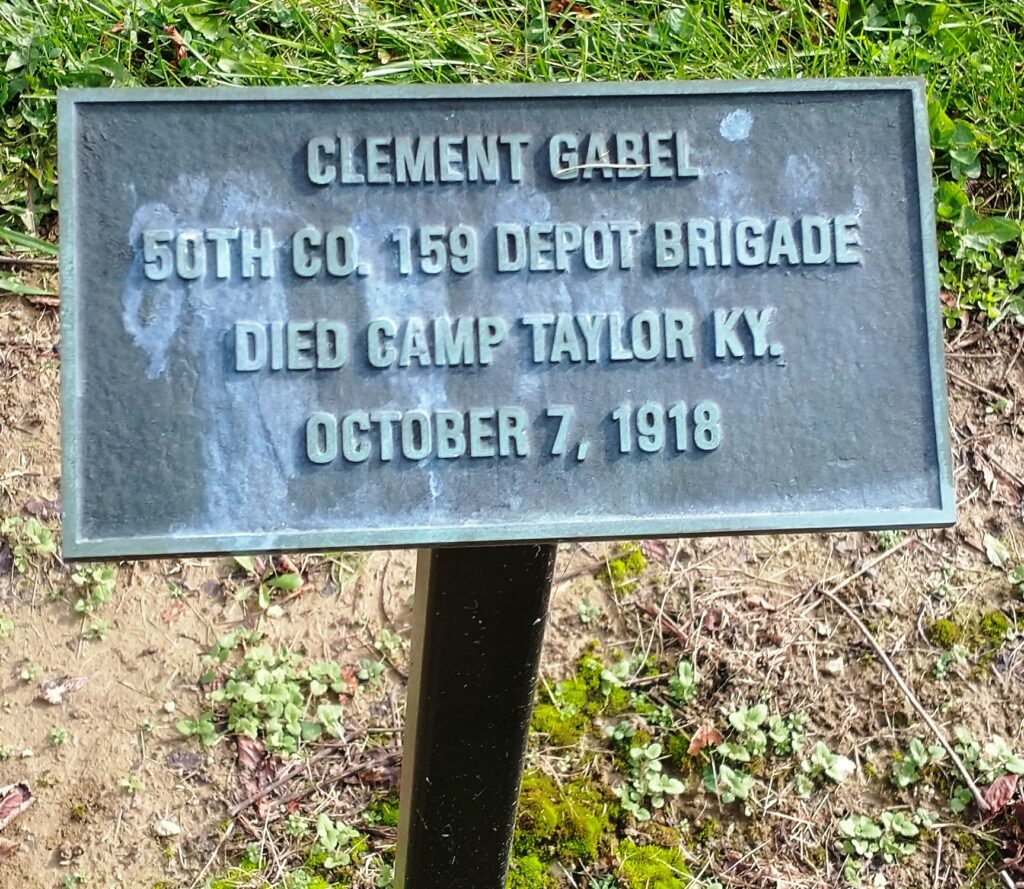 CLEMENT GABEL
50TH CO. 159 DEPOT BRIGADE
DIED CAMP TAYLOR KY.
OCTOBER 7, 1918